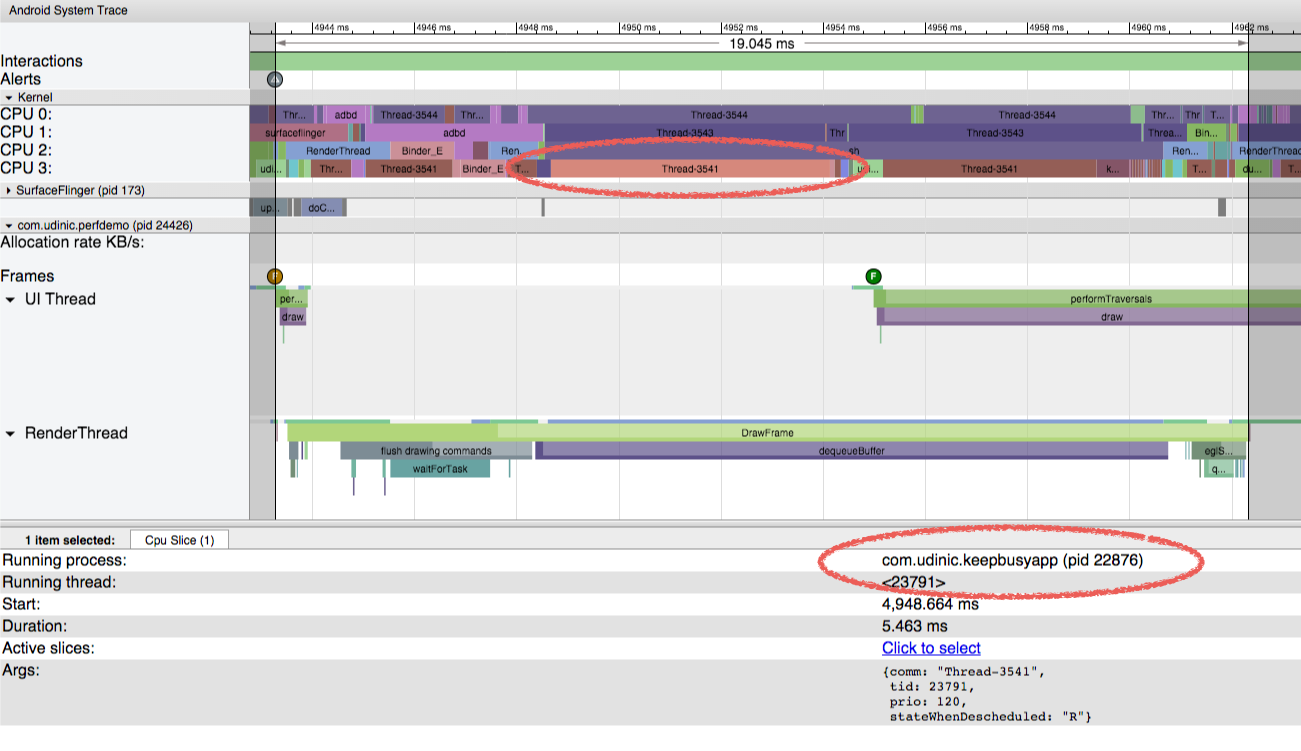 Android System Trace
4944 ms 4946 ms 4948 ms 4950 ms 4952 ms 4954 ms 4956 ms 4958 ms 4960 ms 4962 ms
19.045 ms
Interactions
Alerts
Kernel
CPU 0: Thr... adbd Thread-3544 Thr... Thread-3544 Thread-3544 Thr... Thr T...
CPU 1: surfaceflinger adbd Thread-3543 Thr Thread-3543 Threa... Bin...
CPU 2: RenderThread Binder_E Ren... sh Ren... RenderThread
CPU 3: udi... Thr... Thread-3541 Binder_E T... Thread-3541 u...i... Thread-3541 k... T... du... T...
SurfaceFlinger (pid 173)
up... doC...
com.udinic.perfdemo (pid 24426)
Allocation rate KB/s:
Frames F F
UI Thread per... performTraversals
draw draw
RenderThread DrawFrame
flush drawing commands dequeueBuffer eglS...
waitForTask q...
1 item selected: Cpu Slice (1)
Running process: com.udinic.keepbusyapp (pid 22876)
Running thread: <23791>
Start: 4,948.664 ms
Duration: 5.463 ms
Active slices: Click to select
Args: {comm: "Thread-3541",
tid: 23791,
prio: 120,
stateWhenDescheduled: "R"}